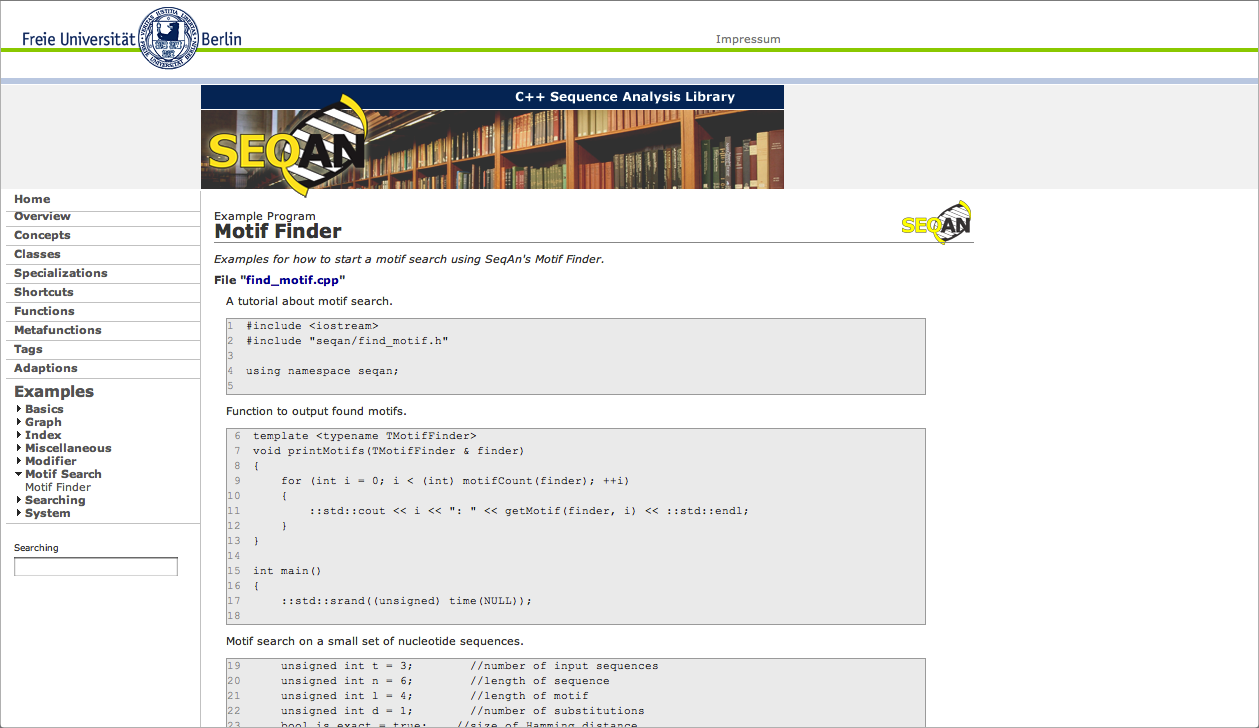 Freie Universität Berlin
Impressum
C++ Sequence Analysis Library
SEQAN
Home
Overview
Concepts
Classes
Specializations
Shortcuts
Functions
Metafunctions
Tags
Adaptions
Examples
Basics
Graph
Index
Miscellaneous
Modifier
Motif Search
Motif Finder
Searching
System
Searching
Example Program
Motif Finder
SEQAN
Examples for how to start a motif search using SeqAn's Motif Finder.
File "find_motif.cpp"
A tutorial about motif search.
1 #include <iostream>
2 #include "seqan/find_motif.h"
3
4 using namespace seqan;
5
Function to output found motifs.
6 template <typename TMotifFinder>
7 void printMotifs(TMotifFinder & finder)
8 {
9     for (int i = 0; i < (int) motifCount(finder); ++i)
10     {
11         ::std::cout << i << ": " << getMotif(finder, i) << ::std::endl;
12     }
13 }
14
15 int main()
16 {
17     ::std::srand((unsigned) time(NULL));
18
Motif search on a small set of nucleotide sequences.
19     unsigned int t = 3;        //number of input sequences
20     unsigned int n = 6;        //length of sequence
21     unsigned int l = 4;        //length of motif
22     unsigned int d = 1;        //number of substitutions
23     bool is_exact = true;    //size of Hamming distance